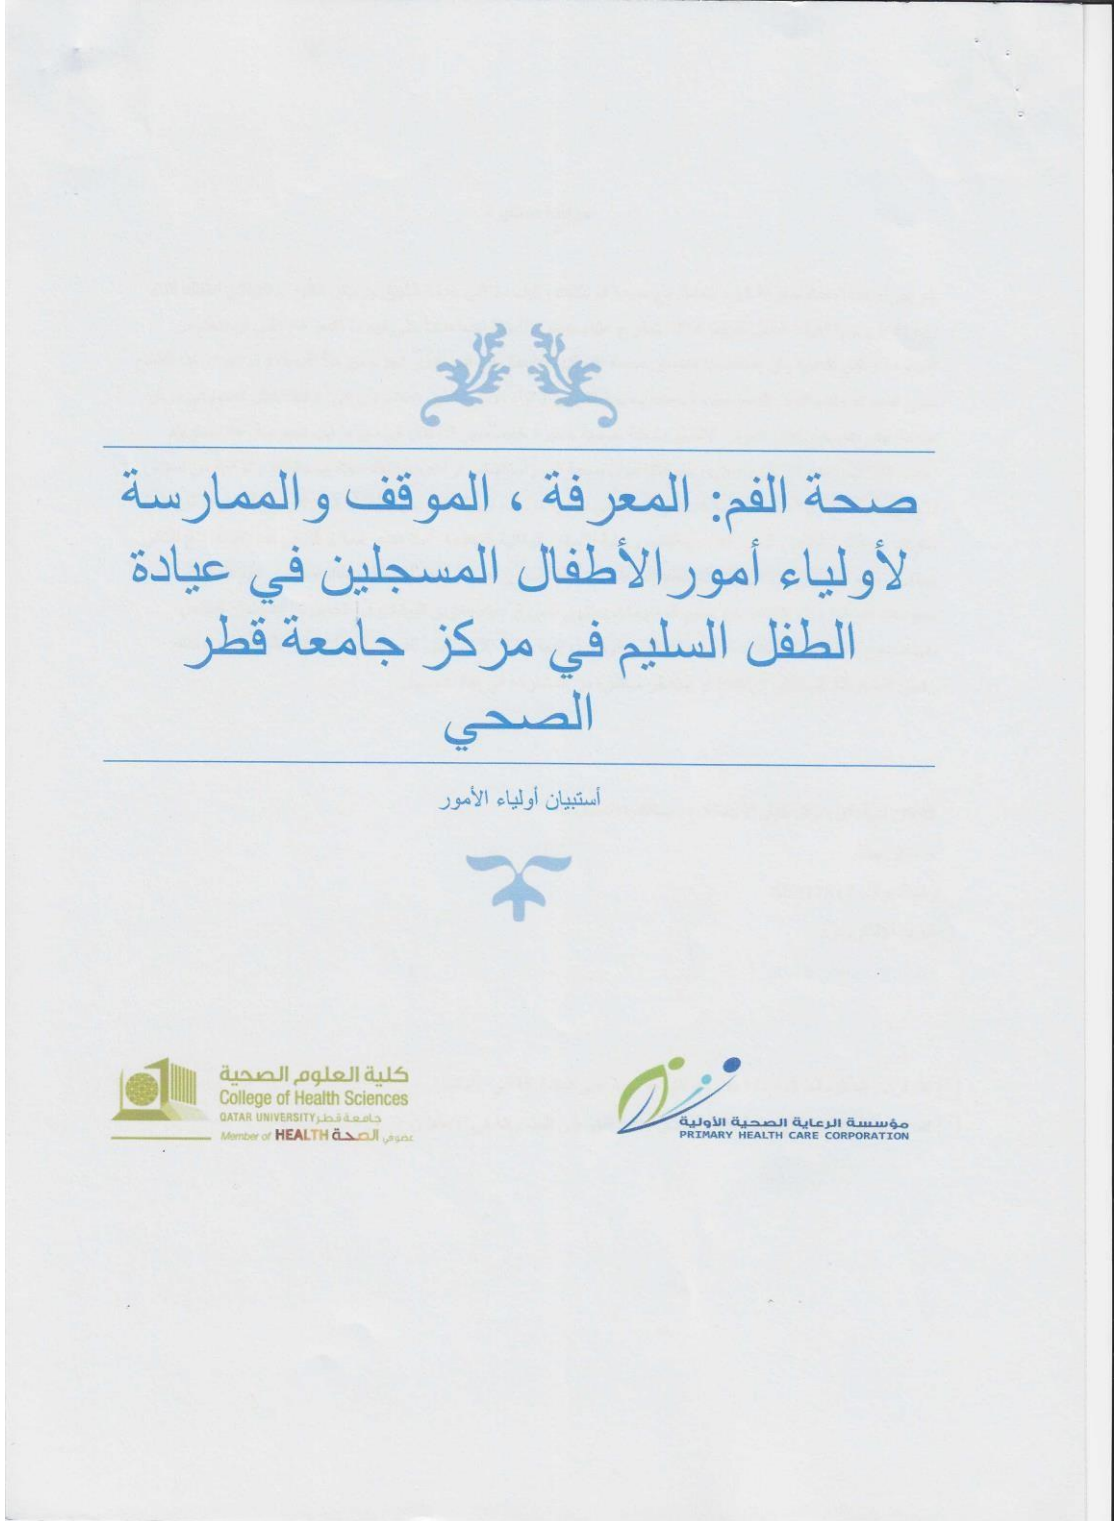 صحة الفم: المعرفة ، الموقف والممارسة
لأولياء أمور الأطفال المسجلين في عيادة
الطفل السليم في مركز جامعة قطر
الصحي
أستبيان أولياء الأمور
كلية العلوم الصحية
College of Health Sciences
QATAR UNIVERSITY جامعة قطر
Member of HEALTH الصحة عضو في
مؤسسة الرعاية الصحية الأولية
PRIMARY HEALTH CARE CORPORATION